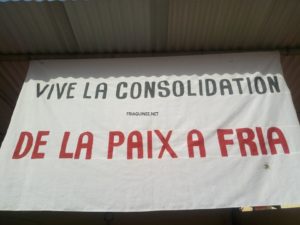 VIVE LA CONSOLIDATION
FRIAGUINEE.NET
DE LA PAIX A FRIA